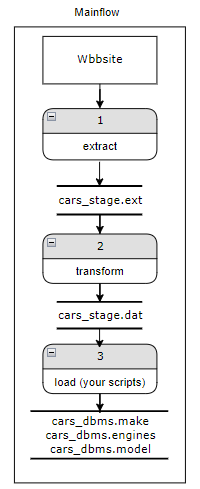 Mainflow
Wbbsite
1
extract
cars_stage.ext
2
transform
cars_stage.dat
3
load (your scripts)
cars_dbms.make
cars_dbms.engines
cars_dbms.model